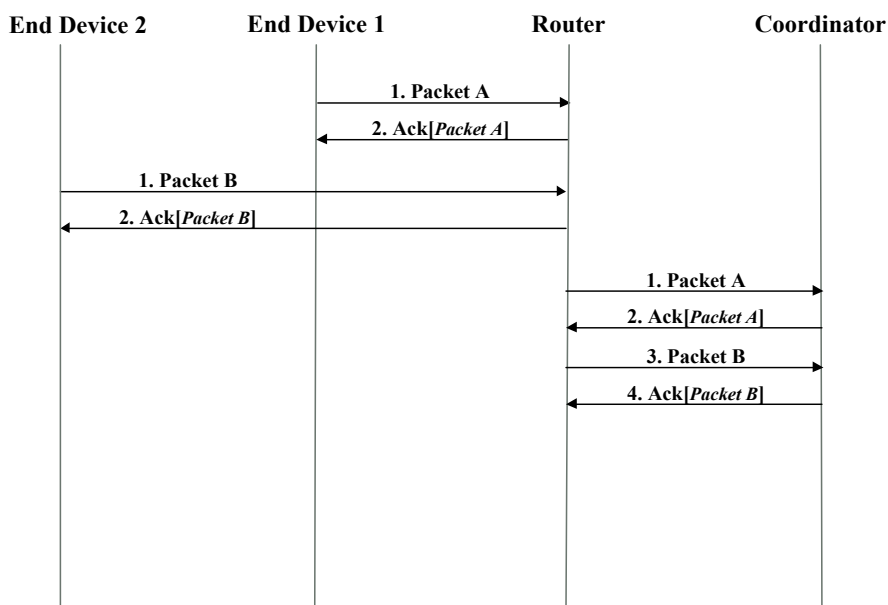 End Device 2
End Device 1
Router
Coordinator
1. Packet A
2. Ack[Packet A]
1. Packet B
2. Ack[Packet B]
1. Packet A
2. Ack[Packet A]
3. Packet B
4. Ack[Packet B]